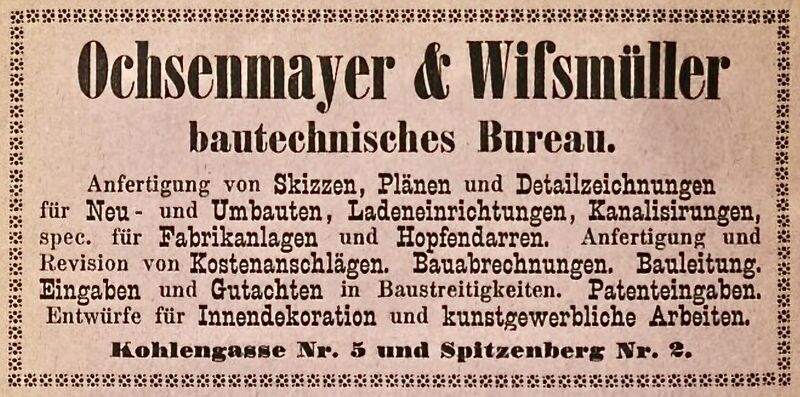 Ochsenmayer & Wiſsmüller
bautechnisches Bureau.
Anfertigung von Skizzen, Plänen und Detailzeichnungen
für Neu- und Umbauten, Ladeneinrichtungen, Kanalisirungen,
spec. für Fabrikanlagen und Hopfendarren. Anfertigung und
Revision von Kostenanschlägen. Bauabrechnungen. Bauleitung.
Eingaben und Gutachten in Baustreitigkeiten. Patenteingaben.
Entwürfe für Innendekoration und kunstgewerbliche Arbeiten.
Kohlengasse Nr. 5 und Spitzenberg Nr. 2.